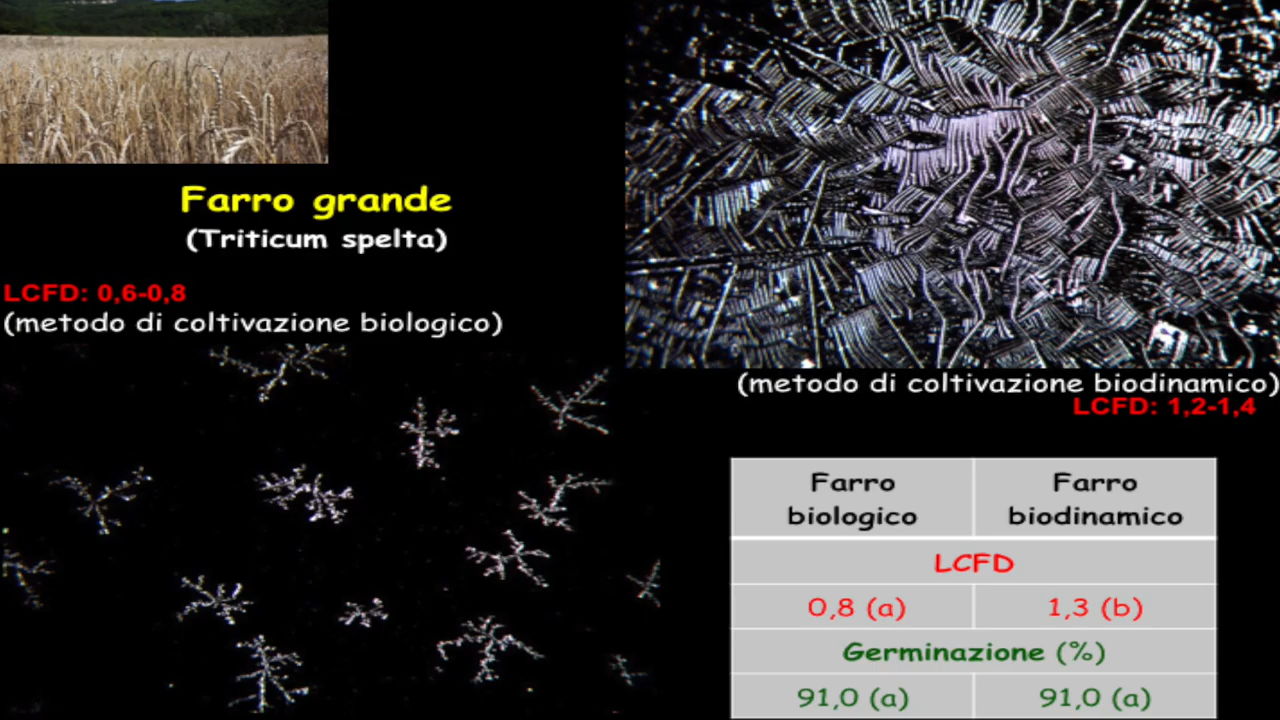 Farro grande
(Triticum spelta)
LCFD: 0,6-0,8
(metodo di coltivazione biologico)
(metodo di coltivazione biodinamico)
LCFD: 1,2-1,4
Farro biologico
Farro biodinamico
LCFD
0,8 (a) 1,3 (b)
Germinazione (%)
91,0 (a) 91,0 (a)